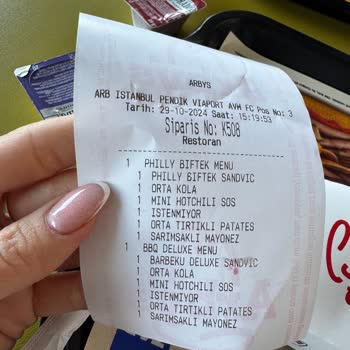 ARBYS
ARB ISTANBUL PENDIK VIAPORT AVM FC Pos No: 3
Tarih: 29-10-2024 Saat: 15:19:53
Siparis No: K508
Restoran
1 PHILLY BIFTEK MENU
1 PHILLY BIFTEK SANDVIC
1 ORTA KOLA
1 MINI HOTCHILI SOS
1 ISTENMIYOR
1 ORTA TIRTIKLI PATATES
1 SARIMSAKLI MAYONEZ
1 BBQ DELUXE MENU
1 BARBEKU DELUXE SANDVIC
1 ORTA KOLA
1 MINI HOTCHILI SOS
1 ISTENMIYOR
1 ORTA TIRTIKLI PATATES
1 SARIMSAKLI MAYONEZ